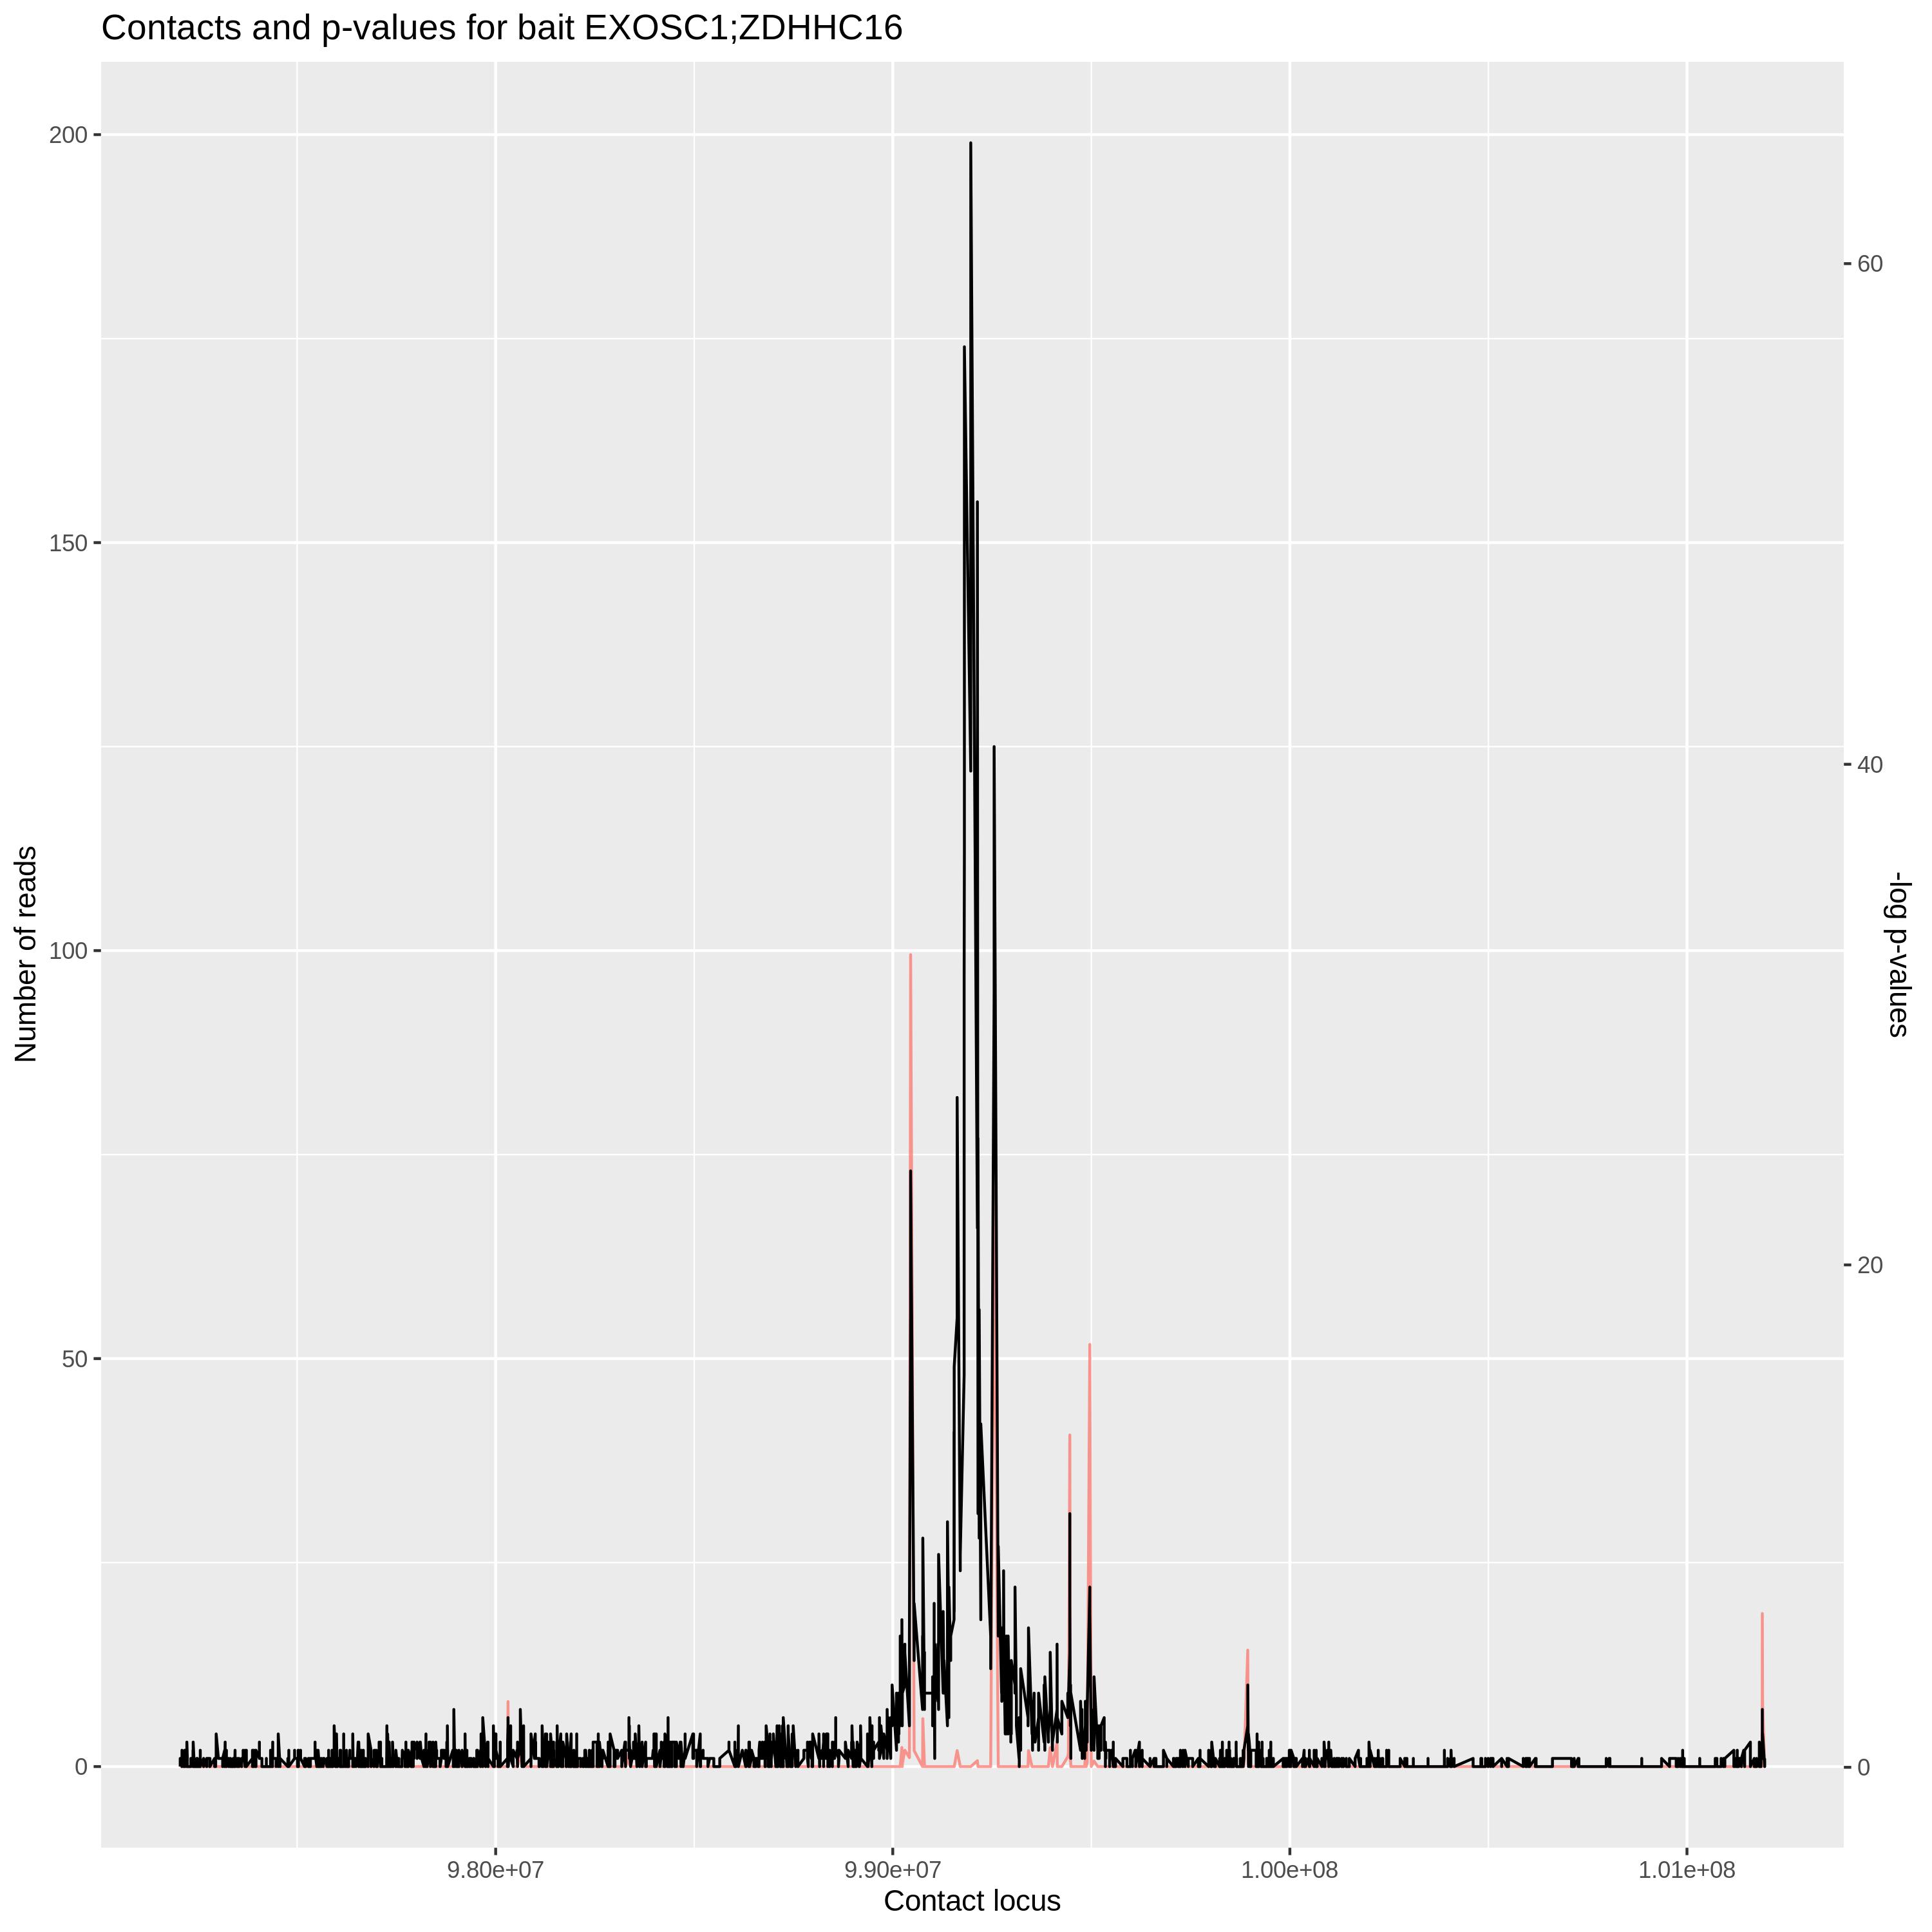 Contacts and p-values for bait EXOSC1;ZDHHC16
200
150
100
50
0
Number of reads
60
40
20
0
-log p-values
9.80e+07
9.90e+07
1.00e+08
1.01e+08
Contact locus